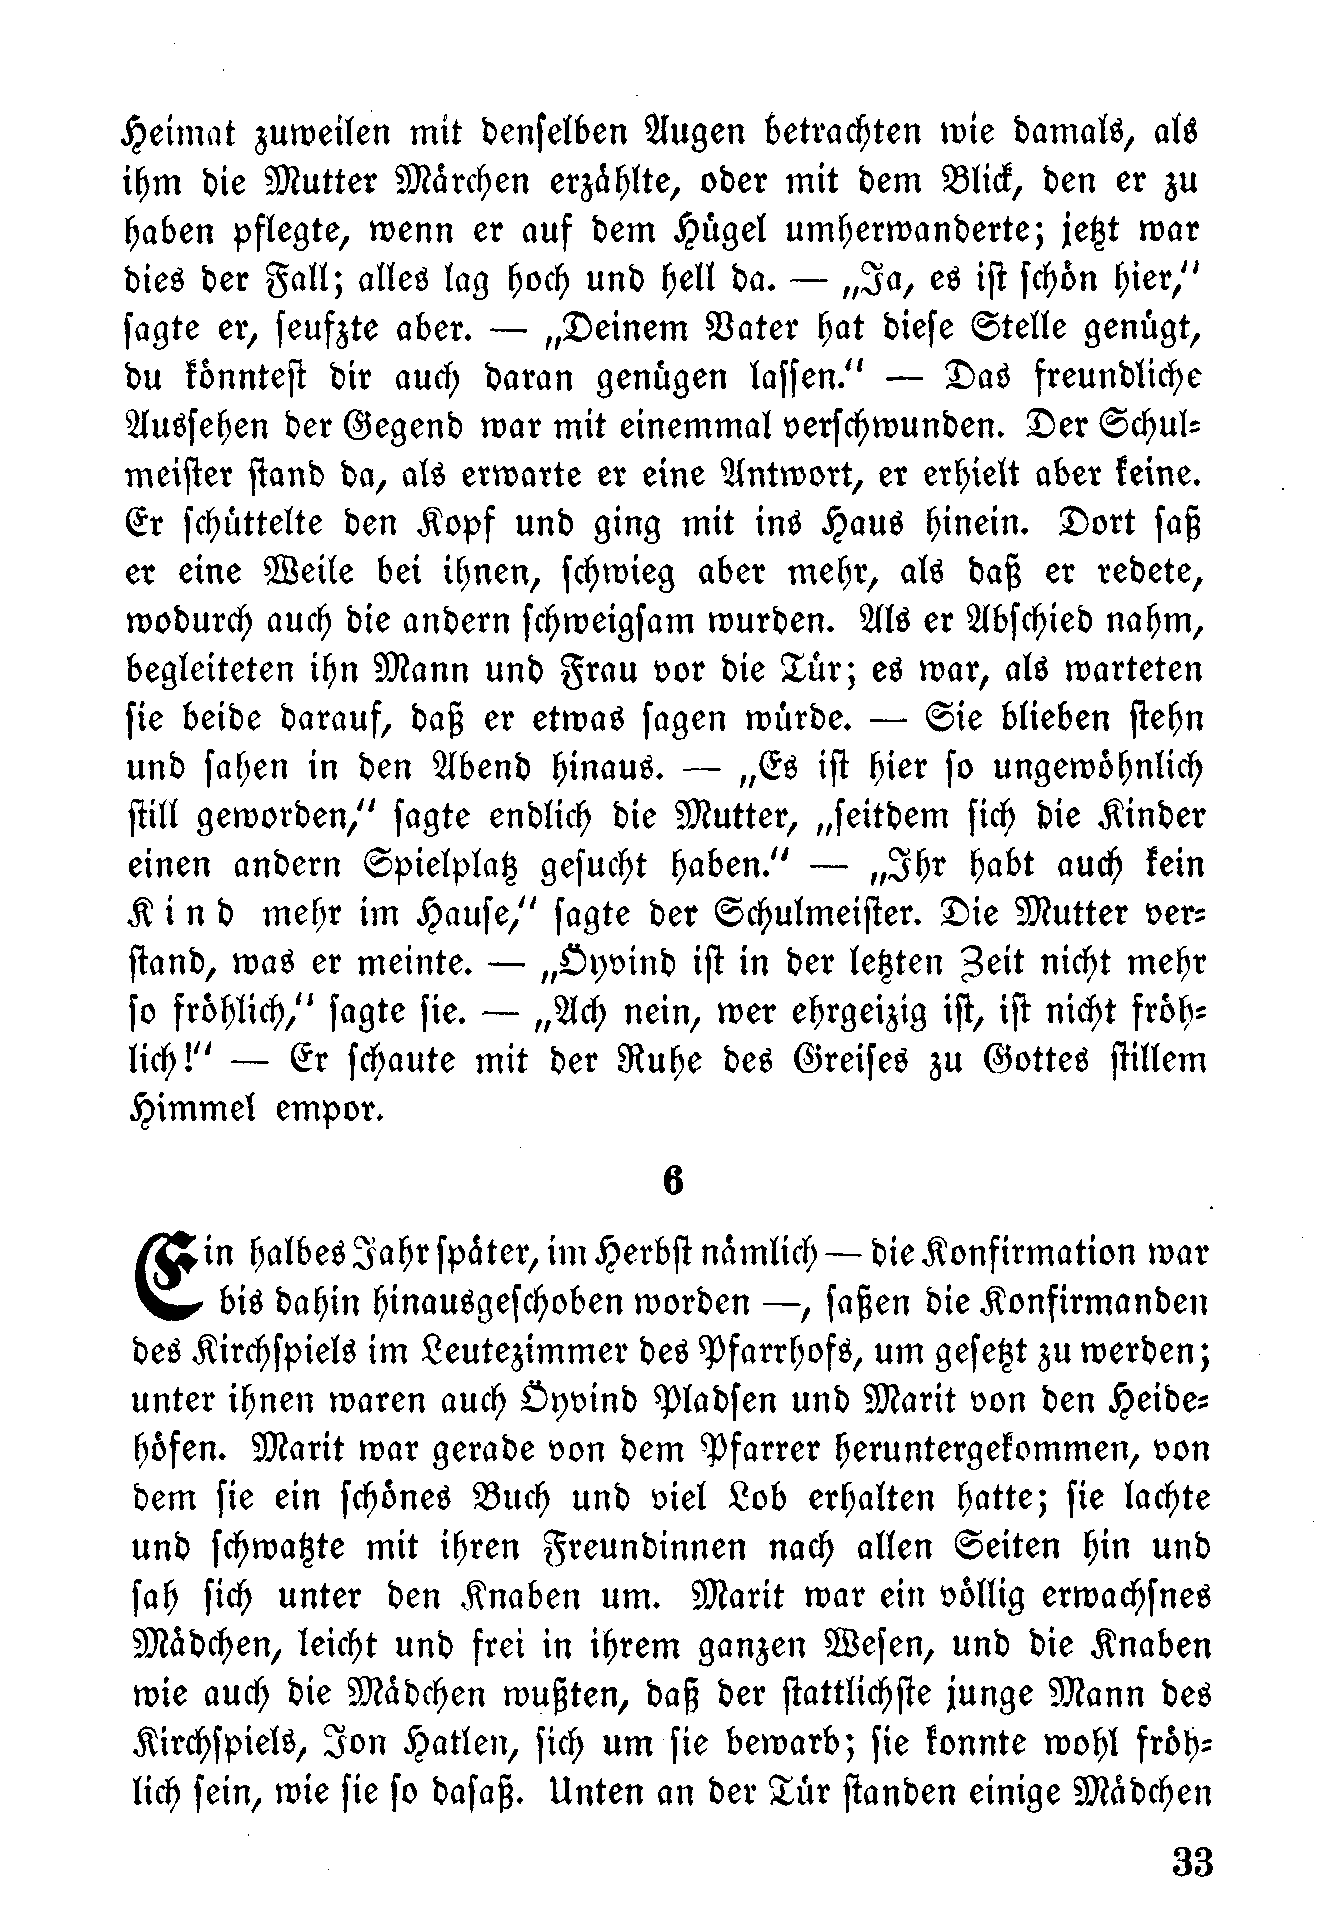 Heimat zuweilen mit denselben Augen betrachten wie damals, als
ihm die Mutter Märchen erzählte, oder mit dem Blick, den er zu
haben pflegte, wenn er auf dem Hügel umherwanderte; jetzt war
dies der Fall; alles lag hoch und hell da. — „Ja, es ist schön hier,“
sagte er, seufzte aber. — „Deinem Vater hat diese Stelle genügt,
du könntest dir auch daran genügen lassen.“ — Das freundliche
Aussehen der Gegend war mit einemmal verschwunden. Der Schul-
meister stand da, als erwarte er eine Antwort, er erhielt aber keine.
Er schüttelte den Kopf und ging mit ins Haus hinein. Dort saß
er eine Weile bei ihnen, schwieg aber mehr, als daß er redete,
wodurch auch die andern schweigsam wurden. Als er Abschied nahm,
begleiteten ihn Mann und Frau vor die Tür; es war, als warteten
sie beide darauf, daß er etwas sagen würde. — Sie blieben stehn
und sahen in den Abend hinaus. — „Es ist hier so ungewöhnlich
still geworden,“ sagte endlich die Mutter, „seitdem sich die Kinder
einen andern Spielplatz gesucht haben.“ — „Ihr habt auch kein
Kind mehr im Hause,“ sagte der Schulmeister. Die Mutter ver-
stand, was er meinte. — „Öyvind ist in der letzten Zeit nicht mehr
so fröhlich,“ sagte sie. — „Ach nein, wer ehrgeizig ist, ist nicht fröh-
lich!“ — Er schaute mit der Ruhe des Greises zu Gottes stillem
Himmel empor.
6
Ein halbes Jahr später, im Herbst nämlich — die Konfirmation war
bis dahin hinausgeschoben worden —, saßen die Konfirmanden
des Kirchspiels im Leutezimmer des Pfarrhofs, um gesetzt zu werden;
unter ihnen waren auch Öyvind Pladsen und Marit von den Heide-
höfen. Marit war gerade von dem Pfarrer heruntergekommen, von
dem sie ein schönes Buch und viel Lob erhalten hatte; sie lachte
und schwatzte mit ihren Freundinnen nach allen Seiten hin und
sah sich unter den Knaben um. Marit war ein völlig erwachsnes
Mädchen, leicht und frei in ihrem ganzen Wesen, und die Knaben
wie auch die Mädchen wußten, daß der stattlichste junge Mann des
Kirchspiels, Jon Hatlen, sich um sie bewarb; sie konnte wohl fröh-
lich sein, wie sie so dasaß. Unten an der Tür standen einige Mädchen
33